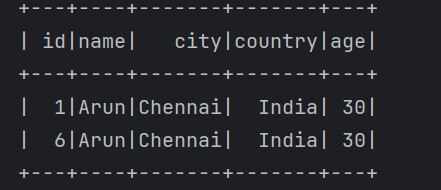 +---+----+-------+-------+---+
| id|name|   city|country|age|
+---+----+-------+-------+---+
|  1|Arun|Chennai|  India| 30|
|  6|Arun|Chennai|  India| 30|
+---+----+-------+-------+---+